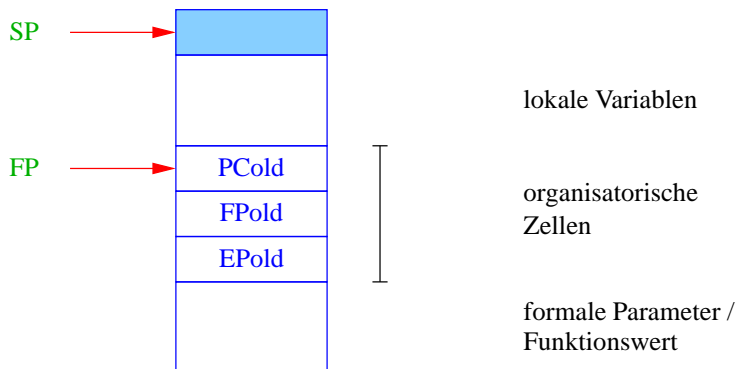 SP
lokale Variablen
FP
PCold
FPold
EPold
organisatorische
Zellen
formale Parameter /
Funktionswert